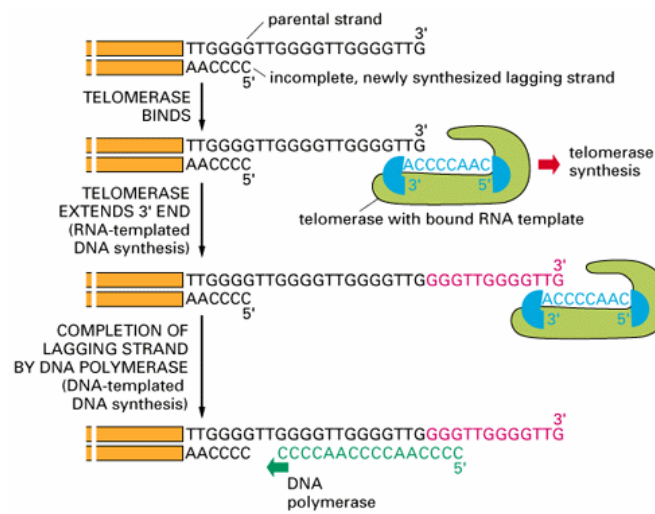 parental strand
3'
TTGGGGTTGGGGTTGGGGTTG
AACCCC
incomplete, newly synthesized lagging strand
5'
TELOMERASE
BINDS
3'
TTGGGGTTGGGGTTGGGGTTG
AACCCC
5'
ACCCCAAC
3'
5'
telomerase
synthesis
TELOMERASE
EXTENDS 3' END
(RNA-templated
DNA synthesis)
telomerase with bound RNA template
3'
TTGGGGTTGGGGTTGGGGTTGGGGTTGGGGTTG
AACCCC
5'
ACCCCAAC
3'
5'
COMPLETION OF
LAGGING STRAND
BY DNA POLYMERASE
(DNA-templated
DNA synthesis)
3'
TTGGGGTTGGGGTTGGGGTTGGGGTTGGGGTTG
AACCCC
CCCCAACCCCAACCCC
5'
DNA
polymerase